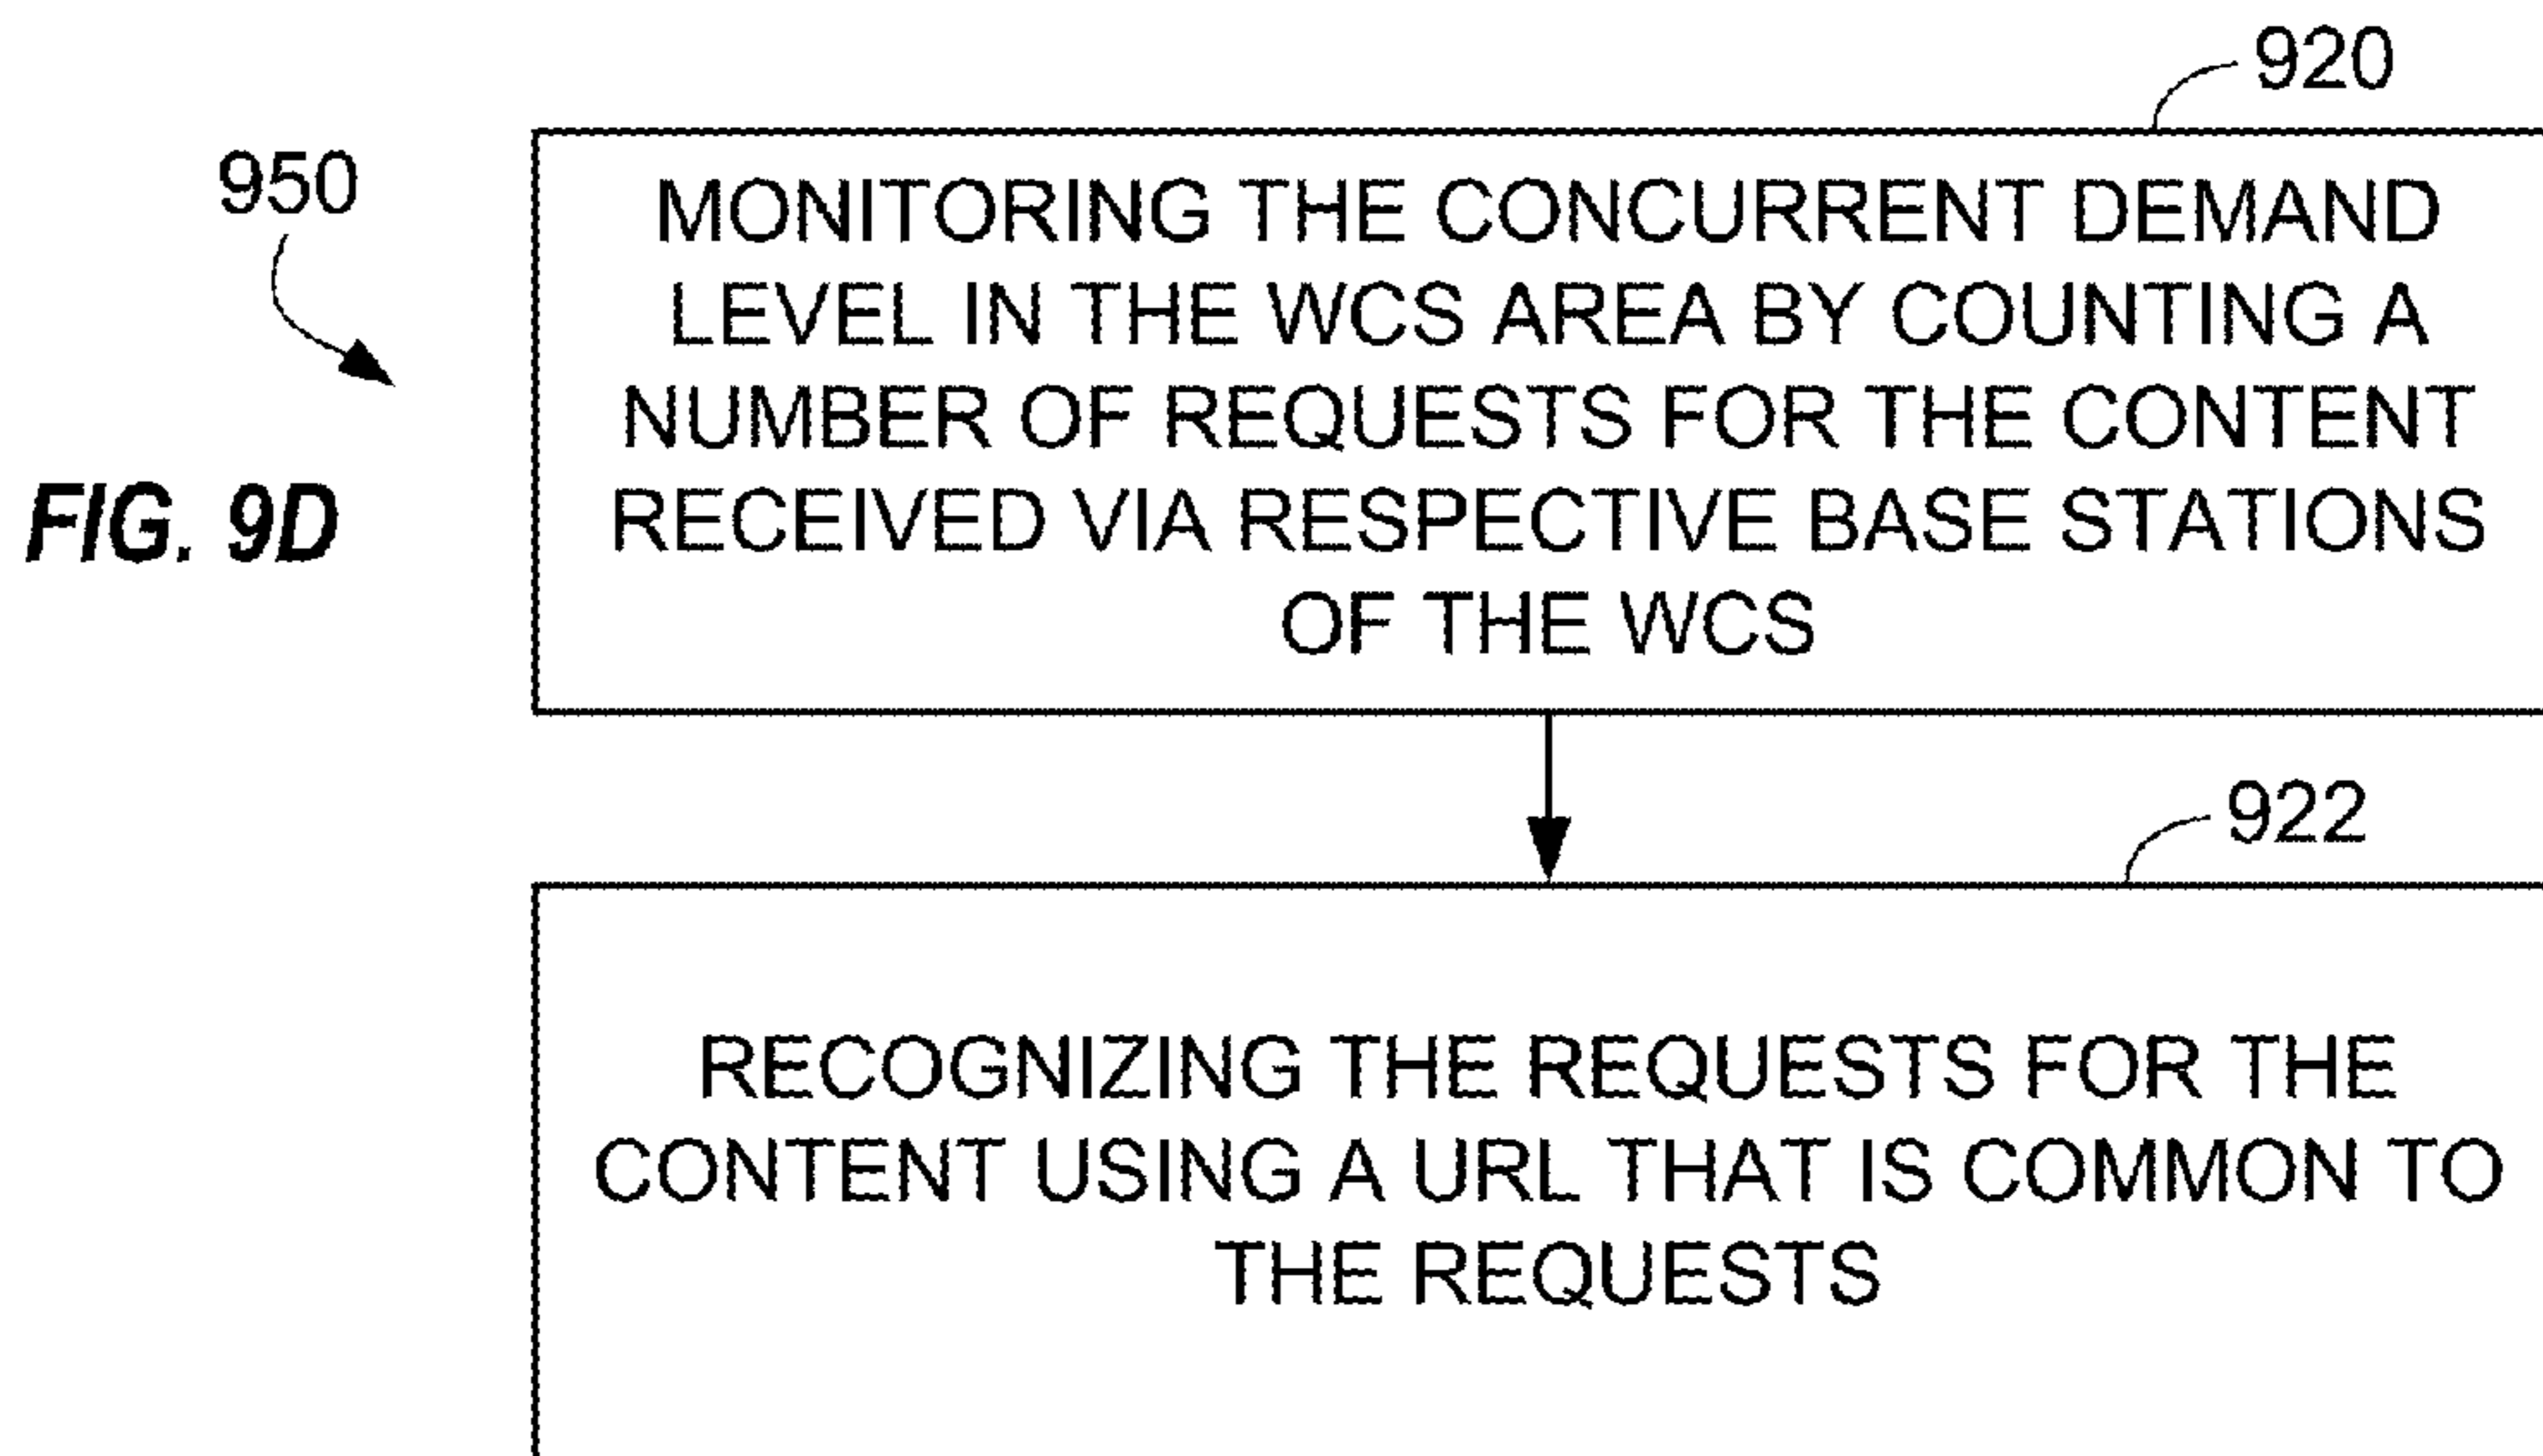 920
950
MONITORING THE CONCURRENT DEMAND
LEVEL IN THE WCS AREA BY COUNTING A
NUMBER OF REQUESTS FOR THE CONTENT
RECEIVED VIA RESPECTIVE BASE STATIONS
OF THE WCS
FIG. 9D
922
RECOGNIZING THE REQUESTS FOR THE
CONTENT USING A URL THAT IS COMMON TO
THE REQUESTS